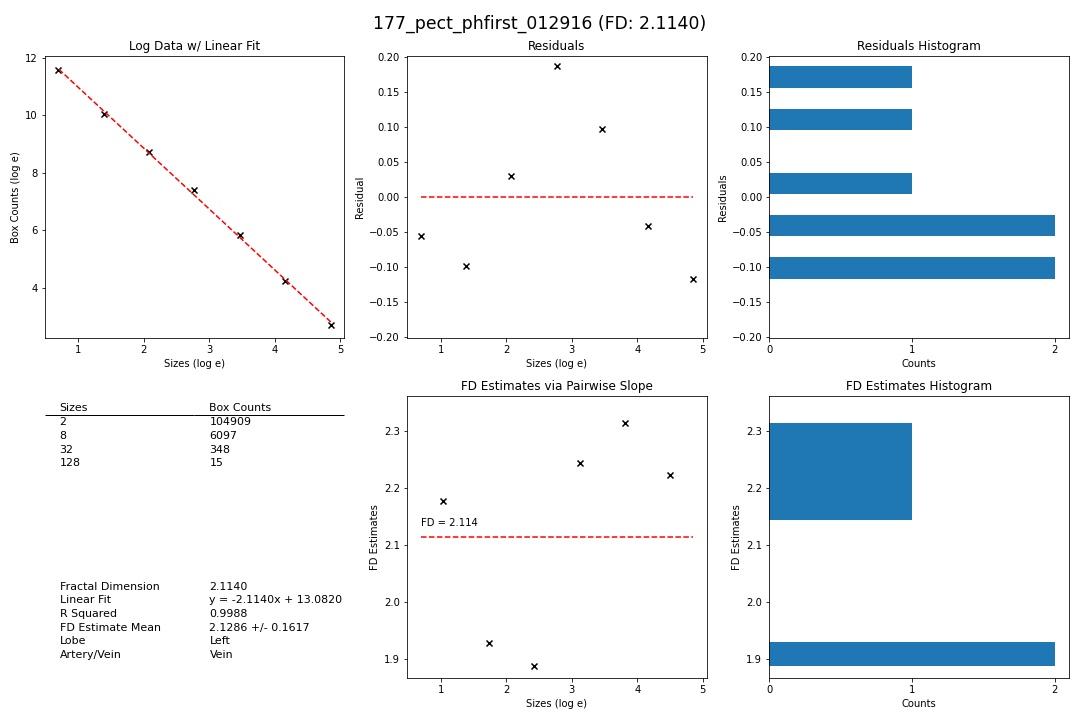 177_pect_phfirst_012916 (FD: 2.1140)
Log Data w/ Linear Fit
Box Counts (log e)
12
10
8
6
4
1 2 3 4 5
Sizes (log e)
Residuals
Residual
0.20
0.15
0.10
0.05
0.00
−0.05
−0.10
−0.15
−0.20
1 2 3 4 5
Sizes (log e)
Residuals Histogram
Residuals
0.20
0.15
0.10
0.05
0.00
−0.05
−0.10
−0.15
−0.20
0 1 2
Counts
Sizes Box Counts
2 104909
8 6097
32 348
128 15
Fractal Dimension 2.1140
Linear Fit y = -2.1140x + 13.0820
R Squared 0.9988
FD Estimate Mean 2.1286 +/- 0.1617
Lobe Left
Artery/Vein Vein
FD Estimates via Pairwise Slope
FD Estimates
2.3
2.2
2.1
2.0
1.9
FD = 2.114
1 2 3 4 5
Sizes (log e)
FD Estimates Histogram
FD Estimates
2.3
2.2
2.1
2.0
1.9
0 1 2
Counts